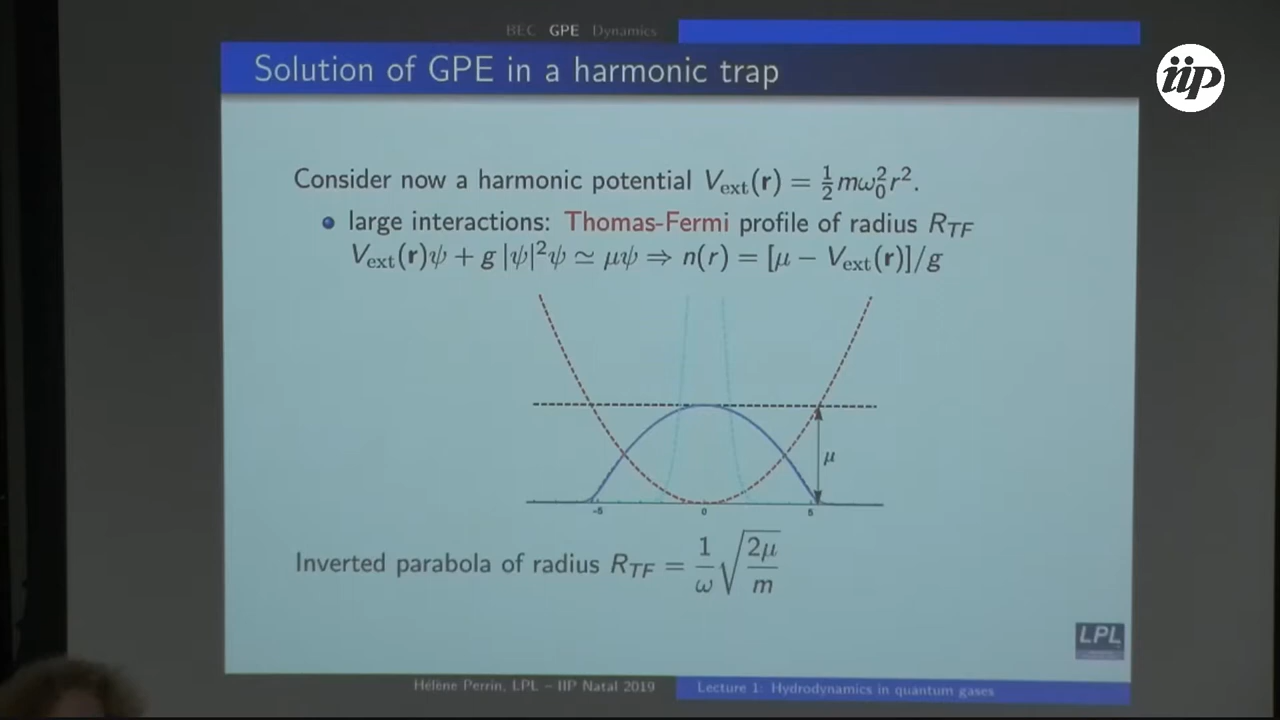 BEC GPE Dynamics
Solution of GPE in a harmonic trap
iip
Consider now a harmonic potential V_ext(r) = ½mω₀²r².
large interactions: Thomas-Fermi profile of radius R_TF
V_ext(r)ψ + g|ψ|²ψ ≃ μψ ⇒ n(r) = [μ − V_ext(r)]/g
μ
-5 0 5
Inverted parabola of radius R_TF = 1/ω √(2μ/m)
LPL
Hélène Perrin, LPL – IIP Natal 2019 Lecture 1: Hydrodynamics in quantum gases